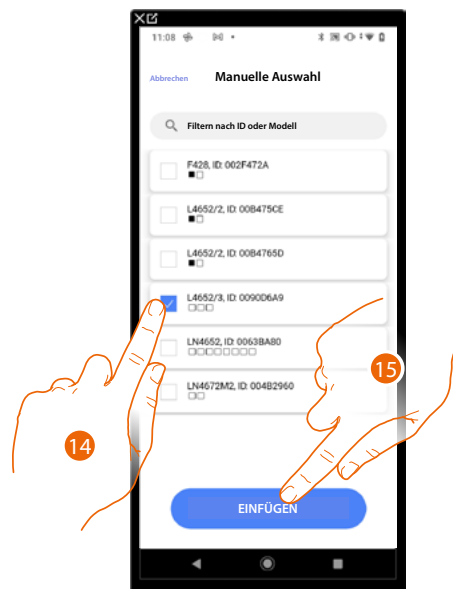 11:08
Abbrechen Manuelle Auswahl
Filtern nach ID oder Modell
F428, ID: 002F472A
L4652/2, ID: 00B475CE
L4652/2, ID: 00B4765D
L4652/3, ID: 0090D6A9
LN4652, ID: 0063BA80
LN4672M2, ID: 004B2960
14
15
EINFÜGEN